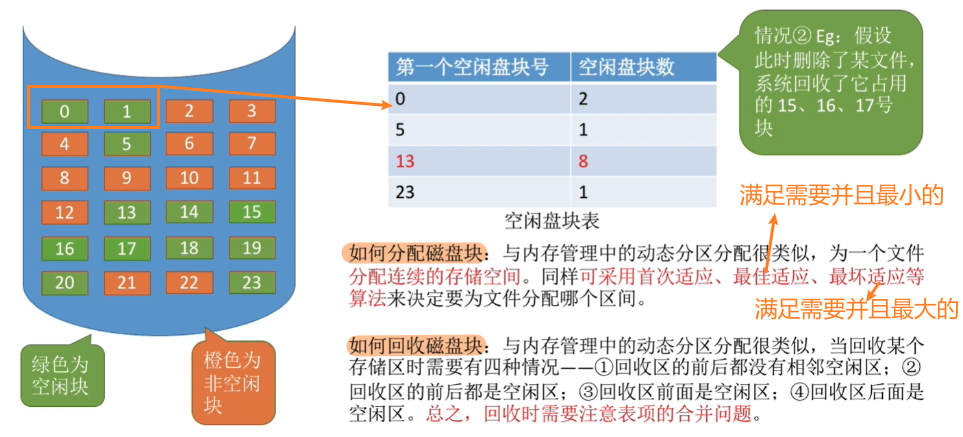 0 1 2 3
4 5 6 7
8 9 10 11
12 13 14 15
16 17 18 19
20 21 22 23
绿色为
空闲块
橙色为
非空闲
块
第一个空闲盘块号 空闲盘块数
0 2
5 1
13 8
23 1
空闲盘块表
情况② Eg：假设
此时删除了某文件，
系统回收了它占用
的 15、16、17号
块
满足需要并且最小的
如何分配磁盘块：与内存管理中的动态分区分配很类似，为一个文件
分配连续的存储空间。同样可采用首次适应、最佳适应、最坏适应等
算法来决定要为文件分配哪个区间。
满足需要并且最大的
如何回收磁盘块：与内存管理中的动态分区分配很类似，当回收某个
存储区时需要有四种情况——①回收区的前后都没有相邻空闲区；②
回收区的前后都是空闲区；③回收区前面是空闲区；④回收区后面是
空闲区。总之，回收时需要注意表项的合并问题。